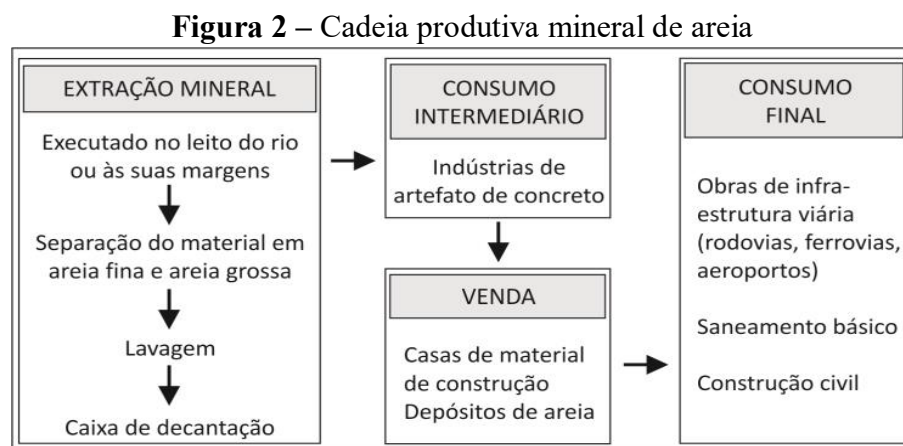 Figura 2 – Cadeia produtiva mineral de areia
EXTRAÇÃO MINERAL
Executado no leito do rio
ou às suas margens
Separação do material em
areia fina e areia grossa
Lavagem
Caixa de decantação
CONSUMO
INTERMEDIÁRIO
Indústrias de
artefato de concreto
VENDA
Casas de material
de construção
Depósitos de areia
CONSUMO
FINAL
Obras de infra-
estrutura viária
(rodovias, ferrovias,
aeroportos)
Saneamento básico
Construção civil